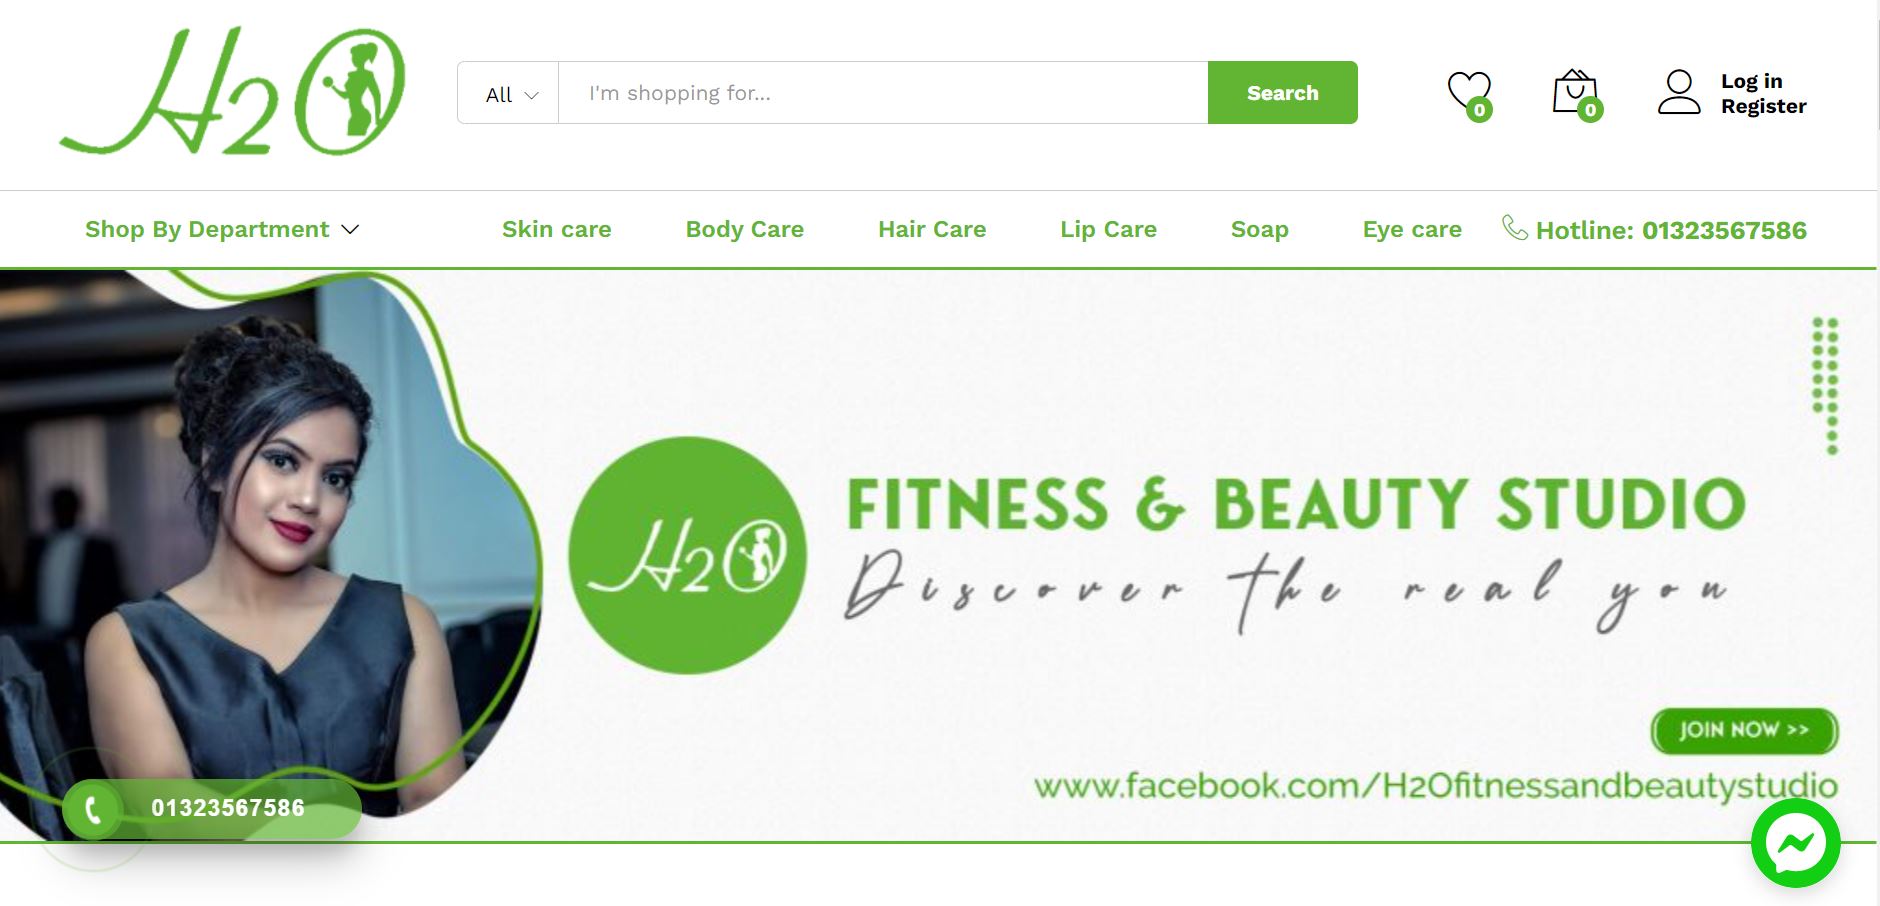 H2O
All
I'm shopping for...
Search
0
0
Log in
Register
Shop By Department
Skin care
Body Care
Hair Care
Lip Care
Soap
Eye care
Hotline: 01323567586
H2O
FITNESS & BEAUTY STUDIO
Discover the real you
JOIN NOW >>
www.facebook.com/H2Ofitnessandbeautystudio
01323567586